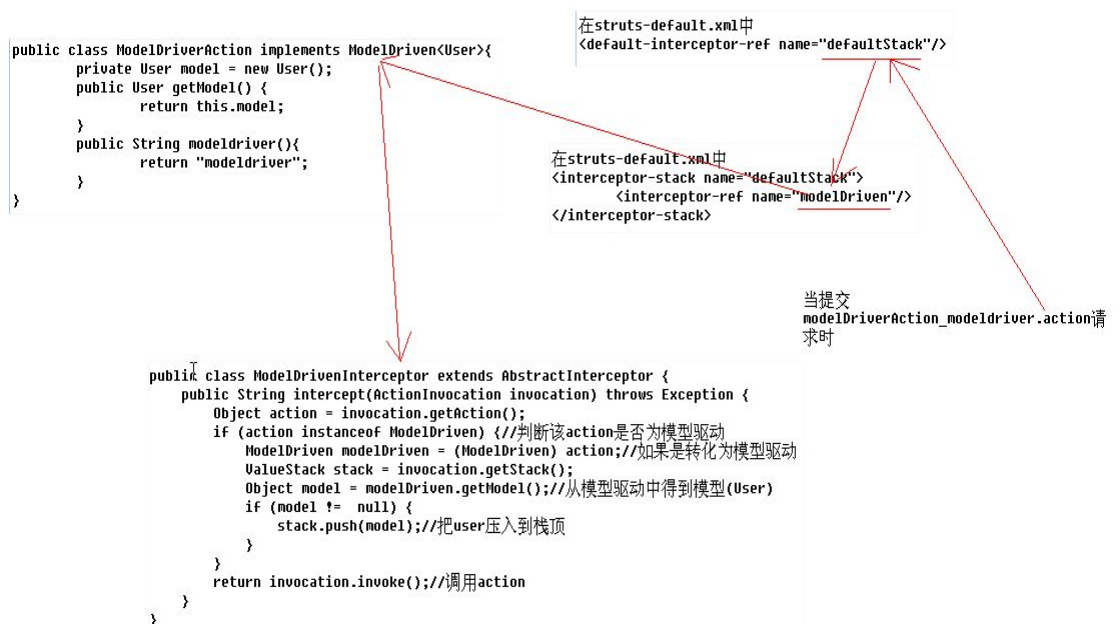 public class ModelDriverAction implements ModelDriven<User>{
private User model = new User();
public User getModel() {
return this.model;
}
public String modeldriver(){
return "modeldriver";
}
}
在struts-default.xml中
<default-interceptor-ref name="defaultStack"/>
在struts-default.xml中
<interceptor-stack name="defaultStack">
<interceptor-ref name="modelDriven"/>
</interceptor-stack>
当提交
modelDriverAction_modeldriver.action请
求时
public class ModelDrivenInterceptor extends AbstractInterceptor {
public String intercept(ActionInvocation invocation) throws Exception {
Object action = invocation.getAction();
if (action instanceof ModelDriven) {//判断该action是否为模型驱动
ModelDriven modelDriven = (ModelDriven) action;//如果是转化为模型驱动
ValueStack stack = invocation.getStack();
Object model = modelDriven.getModel();//从模型驱动中得到模型(User)
if (model !=  null) {
stack.push(model);//把user压入到栈顶
}
}
return invocation.invoke();//调用action
}
}